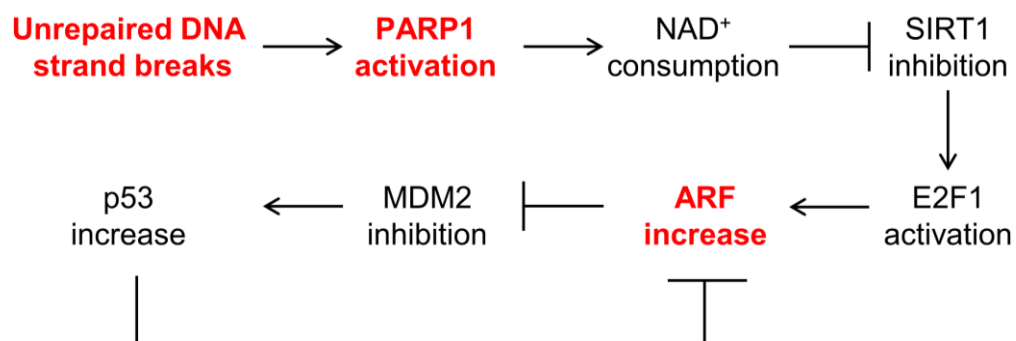 Unrepaired DNA
strand breaks
PARP1
activation
NAD⁺
consumption
SIRT1
inhibition
p53
increase
MDM2
inhibition
ARF
increase
E2F1
activation